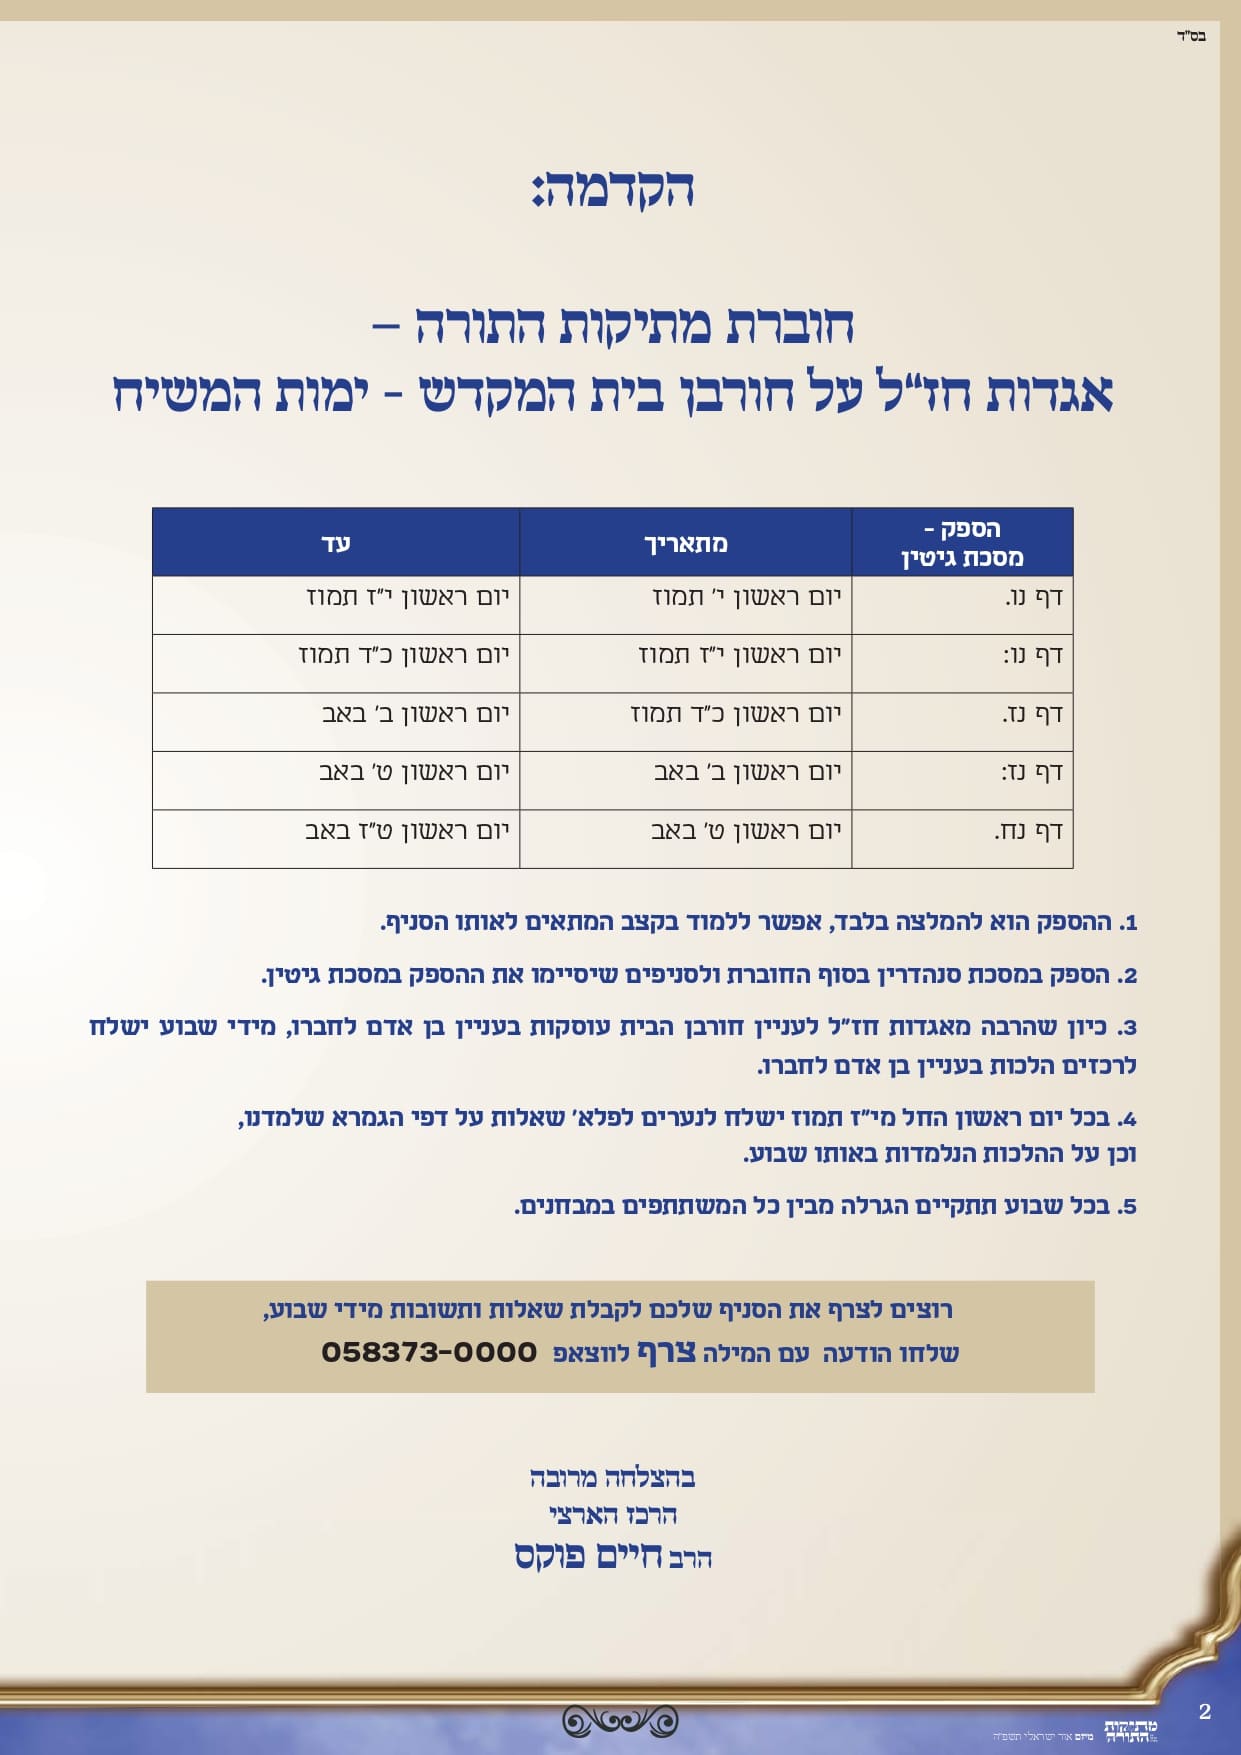 בס"ד
הקדמה:
חוברת מתיקות התורה –
אגדות חז"ל על חורבן בית המקדש - ימות המשיח
הספק -
מסכת גיטין
מתאריך
עד
דף נו. יום ראשון י' תמוז יום ראשון י"ז תמוז
דף נו: יום ראשון י"ז תמוז יום ראשון כ"ד תמוז
דף נז. יום ראשון כ"ד תמוז יום ראשון ב' באב
דף נז: יום ראשון ב' באב יום ראשון ט' באב
דף נח. יום ראשון ט' באב יום ראשון ט"ז באב
1. ההספק הוא להמלצה בלבד, אפשר ללמוד בקצב המתאים לאותו הסניף.
2. הספק במסכת סנהדרין בסוף החוברת ולסניפים שיסיימו את ההספק במסכת גיטין.
3. כיון שהרבה מאגדות חז"ל לעניין חורבן הבית עוסקות בעניין בן אדם לחברו, מידי שבוע ישלח
לרכזים הלכות בעניין בן אדם לחברו.
4. בכל יום ראשון החל מי"ז תמוז ישלח לנערים לפלא' שאלות על דפי הגמרא שלמדנו,
וכן על ההלכות הנלמדות באותו שבוע.
5. בכל שבוע תתקיים הגרלה מבין כל המשתתפים במבחנים.
רוצים לצרף את הסניף שלכם לקבלת שאלות ותשובות מידי שבוע,
שלחו הודעה עם המילה צרף לווצאפ 058373-0000
בהצלחה מרובה
הרכז הארצי
הרב חיים פוקס
2
מתיקות
התורה
מיזם אור ישראלי תשפ"ה